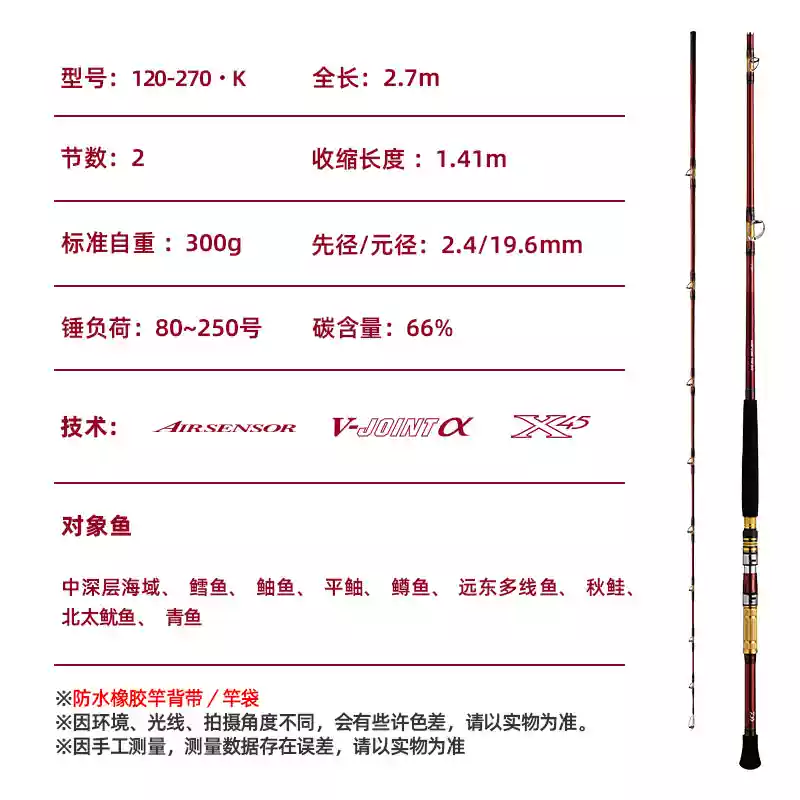 型号：120-270・K 全长：2.7m
节数：2 收缩长度 ：1.41m
标准自重 ：300g 先径/元径：2.4/19.6mm
锤负荷：80~250号 碳含量：66%
技术： AIRSENSOR V-JOINTα X45
对象鱼
中深层海域、 鳕鱼、 鲉鱼、 平鲉、 鳟鱼、 远东多线鱼、 秋鲑、
北太鱿鱼、 青鱼
※防水橡胶竿背带／竿袋
※因环境、光线、拍摄角度不同，会有些许色差，请以实物为准。
※因手工测量，测量数据存在误差，请以实物为准